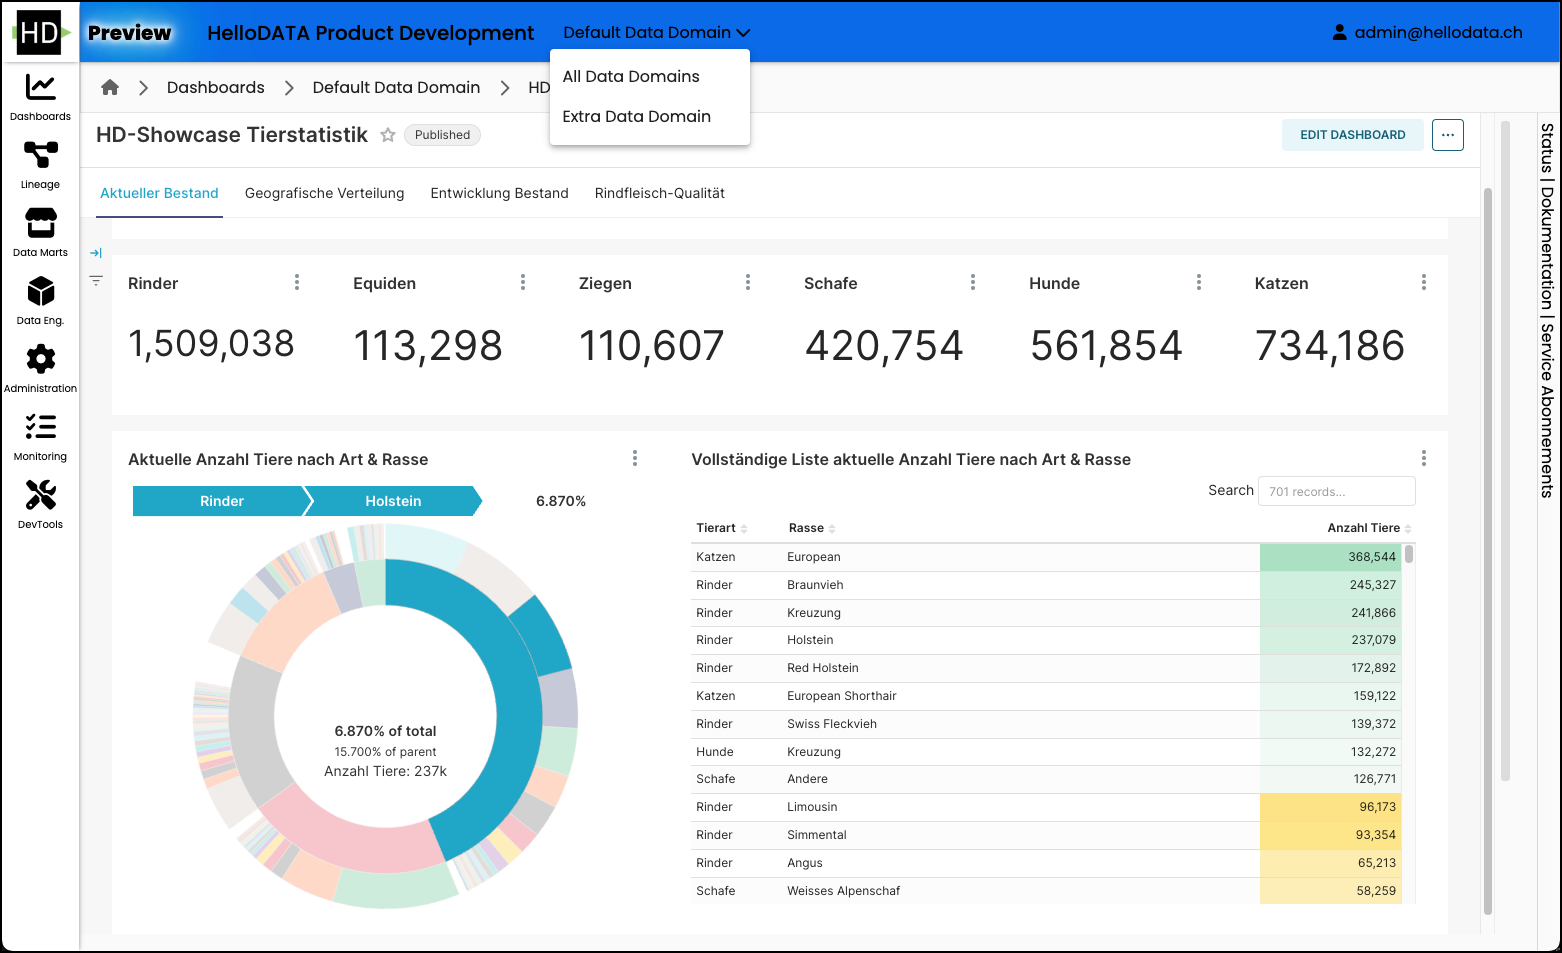 HD
Preview
HelloDATA Product Development
Default Data Domain
admin@hellodata.ch
All Data Domains
Extra Data Domain
Dashboards
Default Data Domain
HD
Dashboards
Lineage
Data Marts
Data Eng.
Administration
Monitoring
DevTools
HD-Showcase Tierstatistik
Published
EDIT DASHBOARD
Aktueller Bestand
Geografische Verteilung
Entwicklung Bestand
Rindfleisch-Qualität
Rinder
1,509,038
Equiden
113,298
Ziegen
110,607
Schafe
420,754
Hunde
561,854
Katzen
734,186
Aktuelle Anzahl Tiere nach Art & Rasse
Rinder
Holstein
6.870%
6.870% of total
15.700% of parent
Anzahl Tiere: 237k
Vollständige Liste aktuelle Anzahl Tiere nach Art & Rasse
Search 701 records...
Tierart Rasse Anzahl Tiere
Katzen European 368,544
Rinder Braunvieh 245,327
Rinder Kreuzung 241,866
Rinder Holstein 237,079
Rinder Red Holstein 172,892
Katzen European Shorthair 159,122
Rinder Swiss Fleckvieh 139,372
Hunde Kreuzung 132,272
Schafe Andere 126,771
Rinder Limousin 96,173
Rinder Simmental 93,354
Rinder Angus 65,213
Schafe Weisses Alpenschaf 58,259
Status | Dokumentation | Service Abonnements